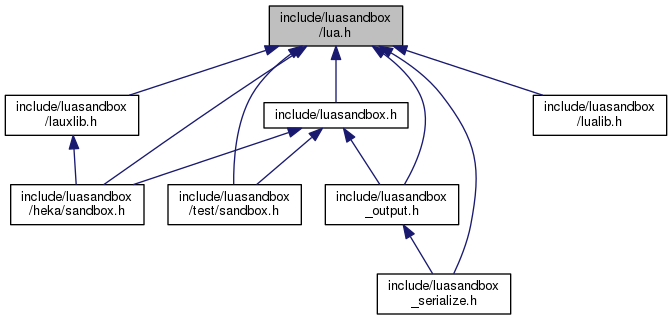 include/luasandbox
/lua.h
include/luasandbox
/lauxlib.h
include/luasandbox.h
include/luasandbox
/lualib.h
include/luasandbox
/heka/sandbox.h
include/luasandbox
/test/sandbox.h
include/luasandbox
_output.h
include/luasandbox
_serialize.h